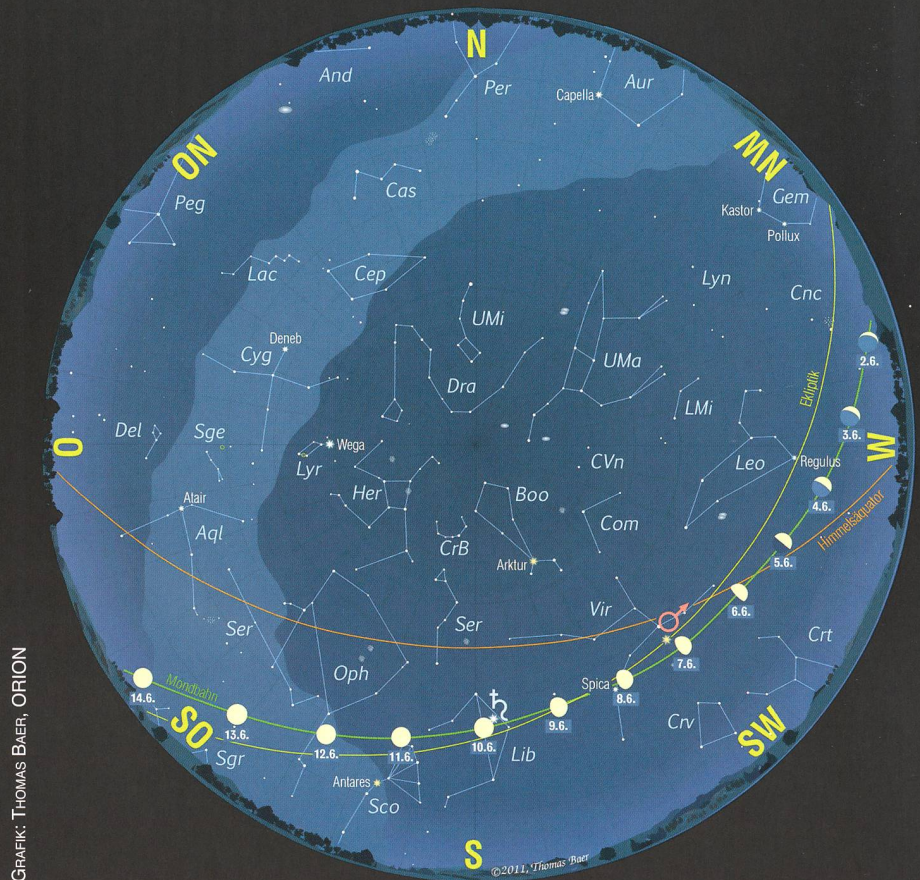 N
And
Per
Capella
Aur
NO
NW
Cas
Peg
Kastor
Gem
Pollux
Lac
Cep
Lyn
Cnc
UMi
Deneb
Cyg
Dra
UMa
2.6.
Ekliptik
LMi
3.6.
Del
Sge
O
Wega
Lyr
W
CVn
Leo
Regulus
Her
Boo
4.6.
Atair
Com
Himmelsäquator
Aql
CrB
Arktur
5.6.
Vir
6.6.
Ser
Ser
Crt
Oph
7.6.
Mondbahn
14.6.
Spica
8.6.
♄
9.6.
Crv
SO
13.6.
12.6.
11.6.
10.6.
SW
Sgr
Lib
Antares
Sco
S
©2011, Thomas Baer
GRAFIK: THOMAS BAER, ORION